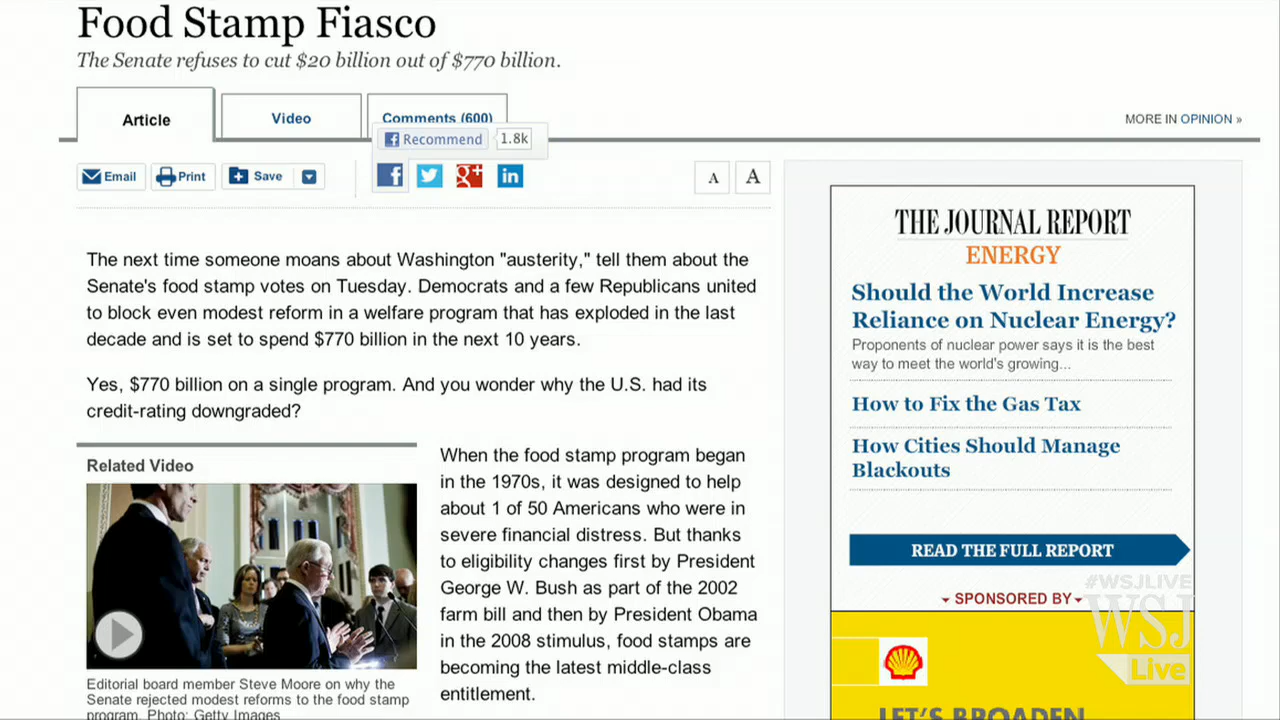 Food Stamp Fiasco
The Senate refuses to cut $20 billion out of $770 billion.
Article
Video
Comments (600)
MORE IN OPINION »
Recommend
1.8k
Email
Print
Save
in
A
A
The next time someone moans about Washington "austerity," tell them about the
Senate's food stamp votes on Tuesday. Democrats and a few Republicans united
to block even modest reform in a welfare program that has exploded in the last
decade and is set to spend $770 billion in the next 10 years.
Yes, $770 billion on a single program. And you wonder why the U.S. had its
credit-rating downgraded?
Related Video
Editorial board member Steve Moore on why the
Senate rejected modest reforms to the food stamp
program. Photo: Getty Images
When the food stamp program began
in the 1970s, it was designed to help
about 1 of 50 Americans who were in
severe financial distress. But thanks
to eligibility changes first by President
George W. Bush as part of the 2002
farm bill and then by President Obama
in the 2008 stimulus, food stamps are
becoming the latest middle-class
entitlement.
THE JOURNAL REPORT
ENERGY
Should the World Increase
Reliance on Nuclear Energy?
Proponents of nuclear power says it is the best
way to meet the world's growing...
How to Fix the Gas Tax
How Cities Should Manage
Blackouts
READ THE FULL REPORT
SPONSORED BY
LET'S BROADEN
#WSJLIVE
WSJ
Live